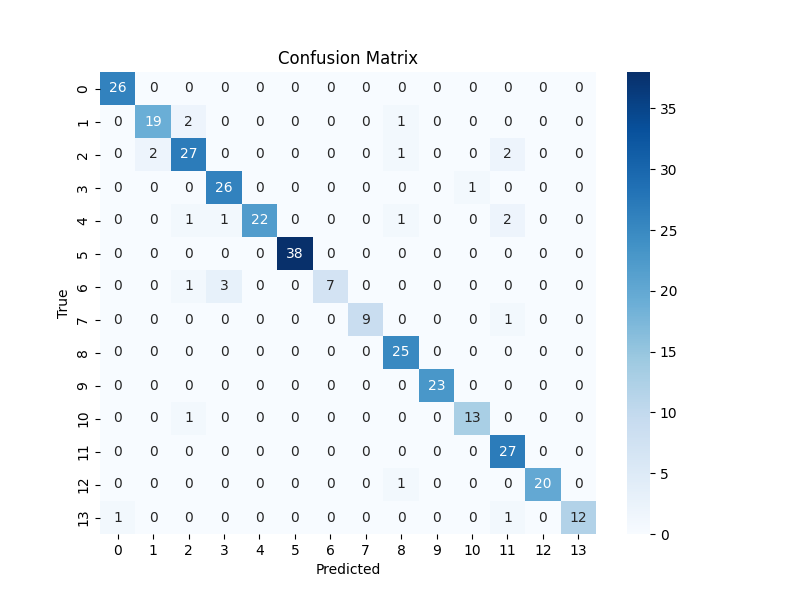 Confusion Matrix
0 26 0 0 0 0 0 0 0 0 0 0 0 0 0
1 0 19 2 0 0 0 0 0 1 0 0 0 0 0
2 0 2 27 0 0 0 0 0 1 0 0 2 0 0
3 0 0 0 26 0 0 0 0 0 0 1 0 0 0
4 0 0 1 1 22 0 0 0 1 0 0 2 0 0
5 0 0 0 0 0 38 0 0 0 0 0 0 0 0
6 0 0 1 3 0 0 7 0 0 0 0 0 0 0
7 0 0 0 0 0 0 0 9 0 0 0 1 0 0
8 0 0 0 0 0 0 0 0 25 0 0 0 0 0
9 0 0 0 0 0 0 0 0 0 23 0 0 0 0
10 0 0 1 0 0 0 0 0 0 0 13 0 0 0
11 0 0 0 0 0 0 0 0 0 0 0 27 0 0
12 0 0 0 0 0 0 0 0 1 0 0 0 20 0
13 1 0 0 0 0 0 0 0 0 0 0 1 0 12
0 1 2 3 4 5 6 7 8 9 10 11 12 13
Predicted
True
35
30
25
20
15
10
5
0